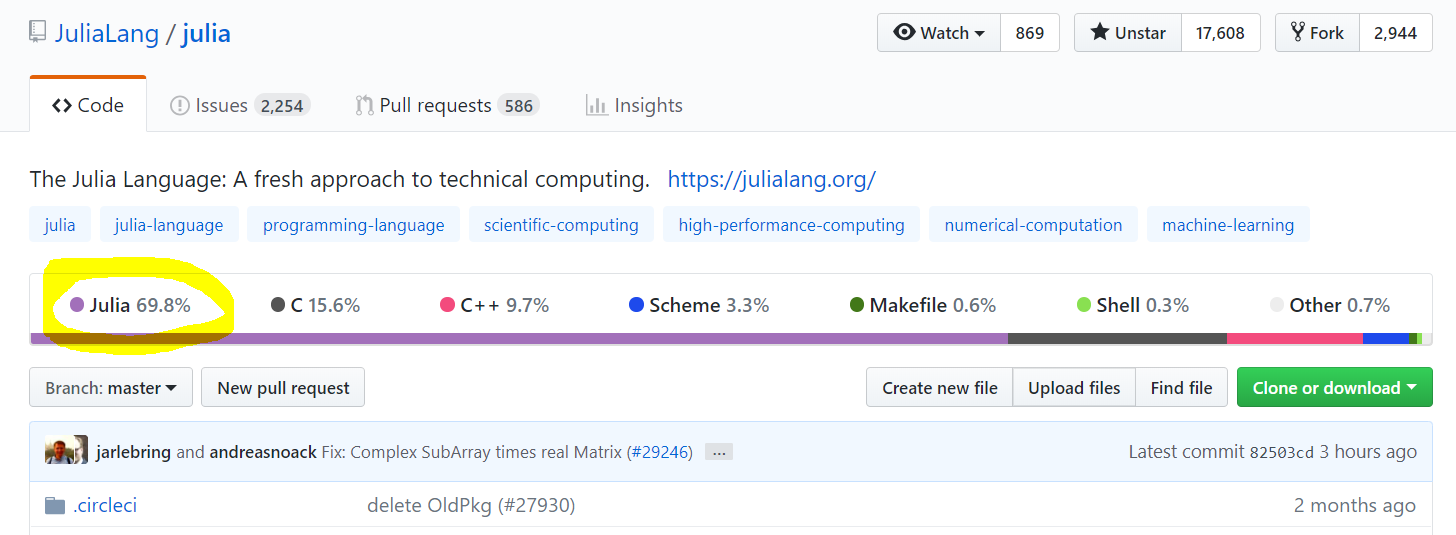 JuliaLang / julia Watch 869 Unstar 17,608 Fork 2,944
Code Issues 2,254 Pull requests 586 Insights
The Julia Language: A fresh approach to technical computing. https://julialang.org/
julia julia-language programming-language scientific-computing high-performance-computing numerical-computation machine-learning
Julia 69.8% C 15.6% C++ 9.7% Scheme 3.3% Makefile 0.6% Shell 0.3% Other 0.7%
Branch: master New pull request Create new file Upload files Find file Clone or download
jarlebring and andreasnoack Fix: Complex SubArray times real Matrix (#29246) ... Latest commit 82503cd 3 hours ago
.circleci delete OldPkg (#27930) 2 months ago